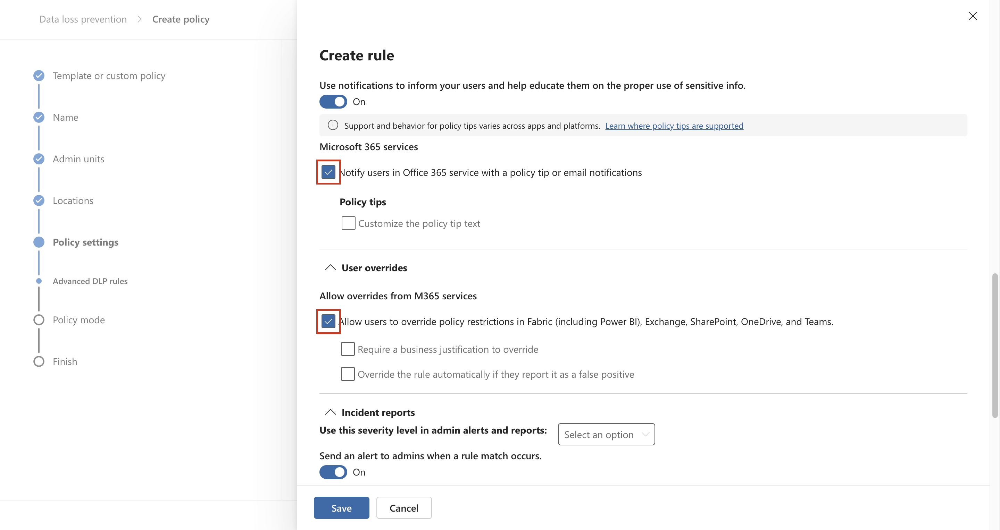 Data loss prevention > Create policy
Template or custom policy
Name
Admin units
Locations
Policy settings
Advanced DLP rules
Policy mode
Finish
Create rule
Use notifications to inform your users and help educate them on the proper use of sensitive info.
On
Support and behavior for policy tips varies across apps and platforms. Learn where policy tips are supported
Microsoft 365 services
Notify users in Office 365 service with a policy tip or email notifications
Policy tips
Customize the policy tip text
User overrides
Allow overrides from M365 services
Allow users to override policy restrictions in Fabric (including Power BI), Exchange, SharePoint, OneDrive, and Teams.
Require a business justification to override
Override the rule automatically if they report it as a false positive
Incident reports
Use this severity level in admin alerts and reports: Select an option
Send an alert to admins when a rule match occurs.
On
Save Cancel